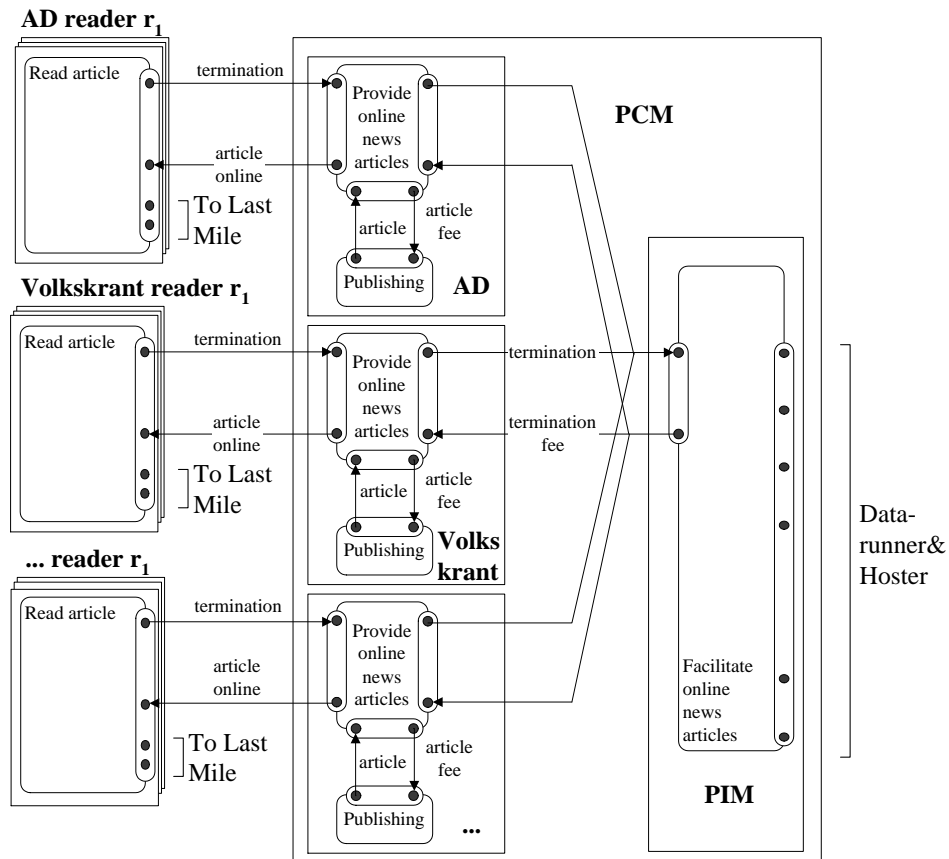 AD reader r1
Read article
termination
article
online
To Last
Mile
Provide
online
news
articles
article
article
fee
Publishing
AD
PCM
Volkskrant reader r1
Read article
termination
article
online
To Last
Mile
Provide
online
news
articles
termination
termination
fee
article
article
fee
Publishing
Volks
krant
... reader r1
Read article
termination
article
online
To Last
Mile
Provide
online
news
articles
article
article
fee
Publishing
...
Facilitate
online
news
articles
PIM
Data-
runner&
Hoster